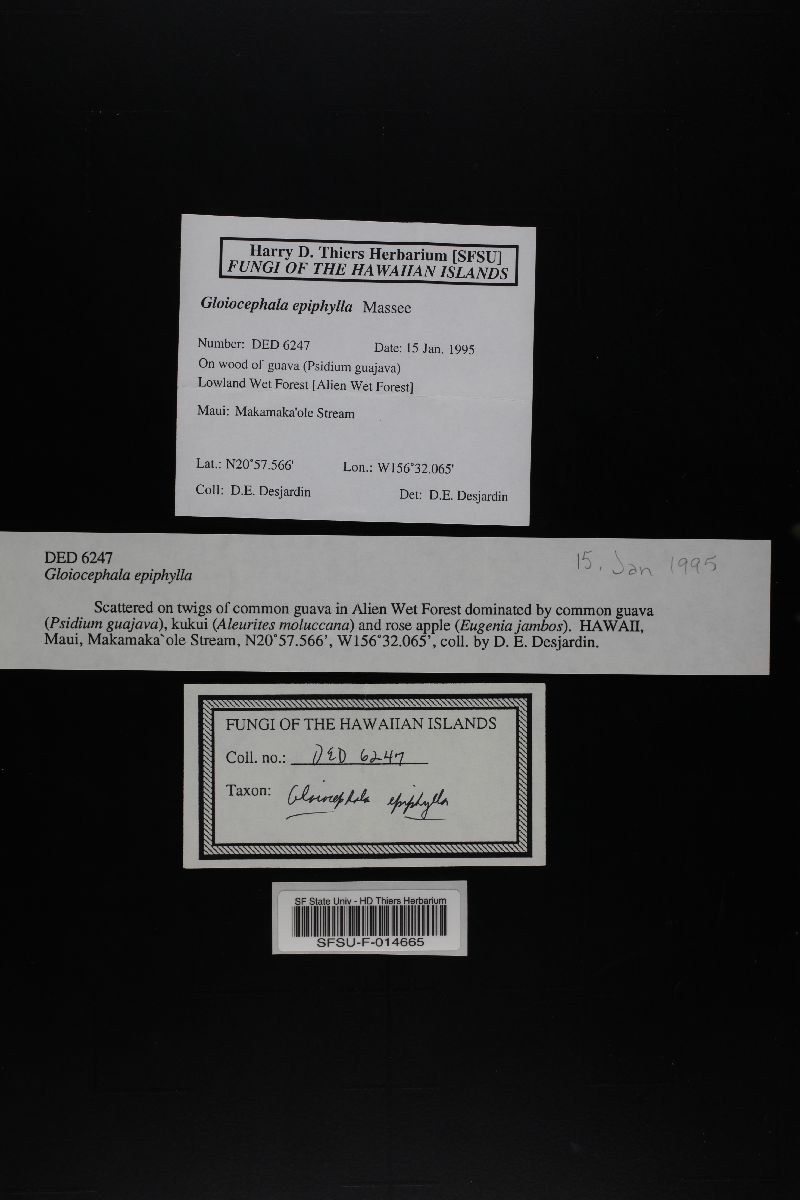 Harry D. Thiers Herbarium [SFSU]
FUNGI OF THE HAWAIIAN ISLANDS
Gloiocephala epiphylla Massee
Number: DED 6247 Date: 15 Jan. 1995
On wood of guava (Psidium guajava)
Lowland Wet Forest [Alien Wet Forest]
Maui: Makamaka'ole Stream
Lat.: N20°57.566' Lon.: W156°32.065'
Coll: D.E. Desjardin Det: D.E. Desjardin
DED 6247 15. Jan 1995
Gloiocephala epiphylla
Scattered on twigs of common guava in Alien Wet Forest dominated by common guava
(Psidium guajava), kukui (Aleurites moluccana) and rose apple (Eugenia jambos). HAWAII,
Maui, Makamaka`ole Stream, N20°57.566’, W156°32.065’, coll. by D. E. Desjardin.
FUNGI OF THE HAWAIIAN ISLANDS
Coll. no.: DED 6247
Taxon: Gloiocephala epiphylla
SF State Univ - HD Thiers Herbarium
SFSU-F-014665